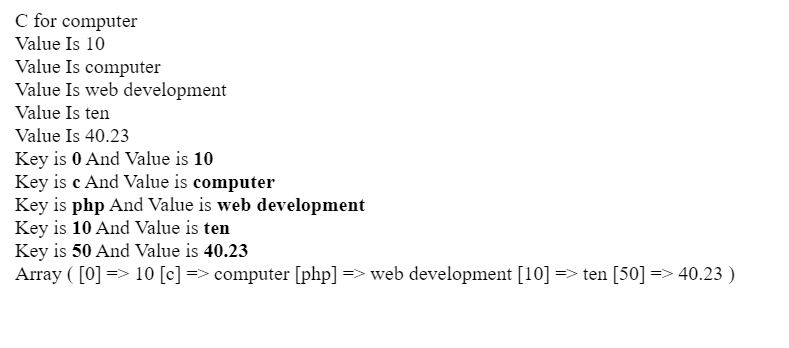 C for computer
Value Is 10
Value Is computer
Value Is web development
Value Is ten
Value Is 40.23
Key is 0 And Value is 10
Key is c And Value is computer
Key is php And Value is web development
Key is 10 And Value is ten
Key is 50 And Value is 40.23
Array ( [0] => 10 [c] => computer [php] => web development [10] => ten [50] => 40.23 )